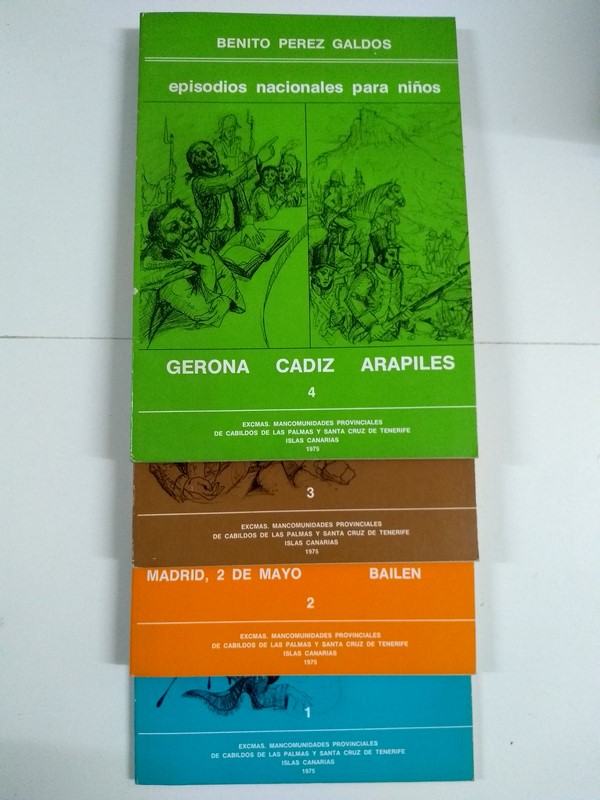 BENITO PEREZ GALDOS
episodios nacionales para niños
GERONA CADIZ ARAPILES
4
EXCMAS. MANCOMUNIDADES PROVINCIALES
DE CABILDOS DE LAS PALMAS Y SANTA CRUZ DE TENERIFE
ISLAS CANARIAS
1975
3
EXCMAS. MANCOMUNIDADES PROVINCIALES
DE CABILDOS DE LAS PALMAS Y SANTA CRUZ DE TENERIFE
ISLAS CANARIAS
1975
MADRID, 2 DE MAYO BAILEN
2
EXCMAS. MANCOMUNIDADES PROVINCIALES
DE CABILDOS DE LAS PALMAS Y SANTA CRUZ DE TENERIFE
ISLAS CANARIAS
1975
1
EXCMAS. MANCOMUNIDADES PROVINCIALES
DE CABILDOS DE LAS PALMAS Y SANTA CRUZ DE TENERIFE
ISLAS CANARIAS
1975